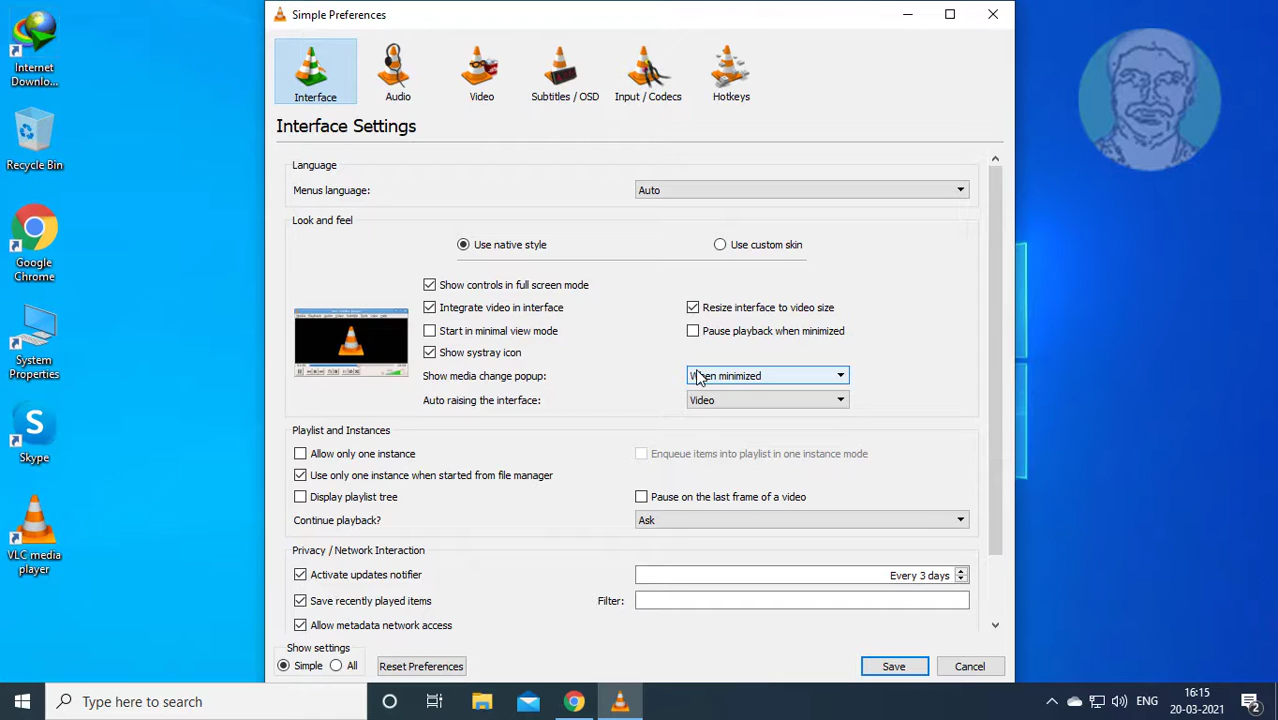 Simple Preferences
Internet
Downlo...
Recycle Bin
Google
Chrome
System
Properties
Skype
VLC media
player
Interface
Audio
Video
Subtitles / OSD
Input / Codecs
Hotkeys
Interface Settings
Language
Menus language:
Auto
Look and feel
Use native style
Use custom skin
Show controls in full screen mode
Integrate video in interface
Resize interface to video size
Start in minimal view mode
Pause playback when minimized
Show systray icon
Show media change popup:
When minimized
Auto raising the interface:
Video
Playlist and Instances
Allow only one instance
Enqueue items into playlist in one instance mode
Use only one instance when started from file manager
Display playlist tree
Pause on the last frame of a video
Continue playback?
Ask
Privacy / Network Interaction
Activate updates notifier
Every 3 days
Save recently played items
Filter:
Allow metadata network access
Show settings
Simple
All
Reset Preferences
Save
Cancel
Type here to search
ENG
16:15
20-03-2021
2